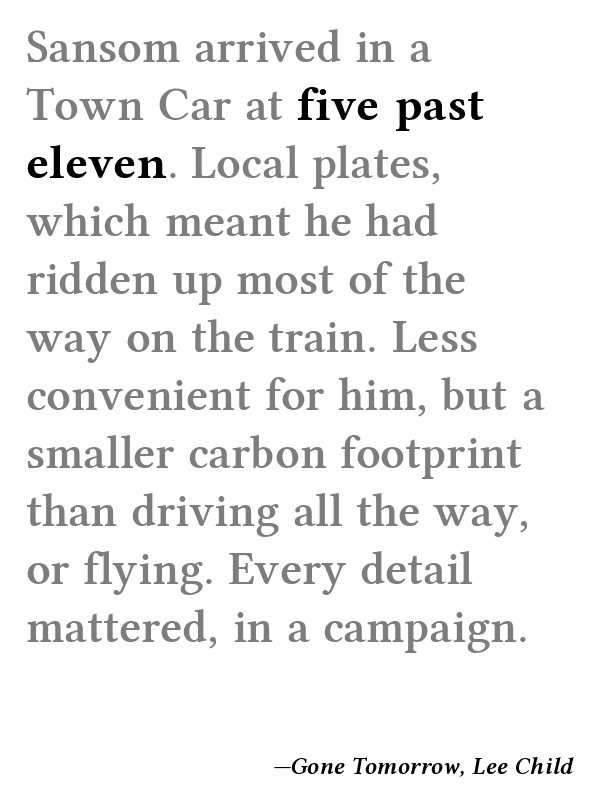 Sansom arrived in a
Town Car at five past
eleven. Local plates,
which meant he had
ridden up most of the
way on the train. Less
convenient for him, but a
smaller carbon footprint
than driving all the way,
or flying. Every detail
mattered, in a campaign.
—Gone Tomorrow, Lee Child